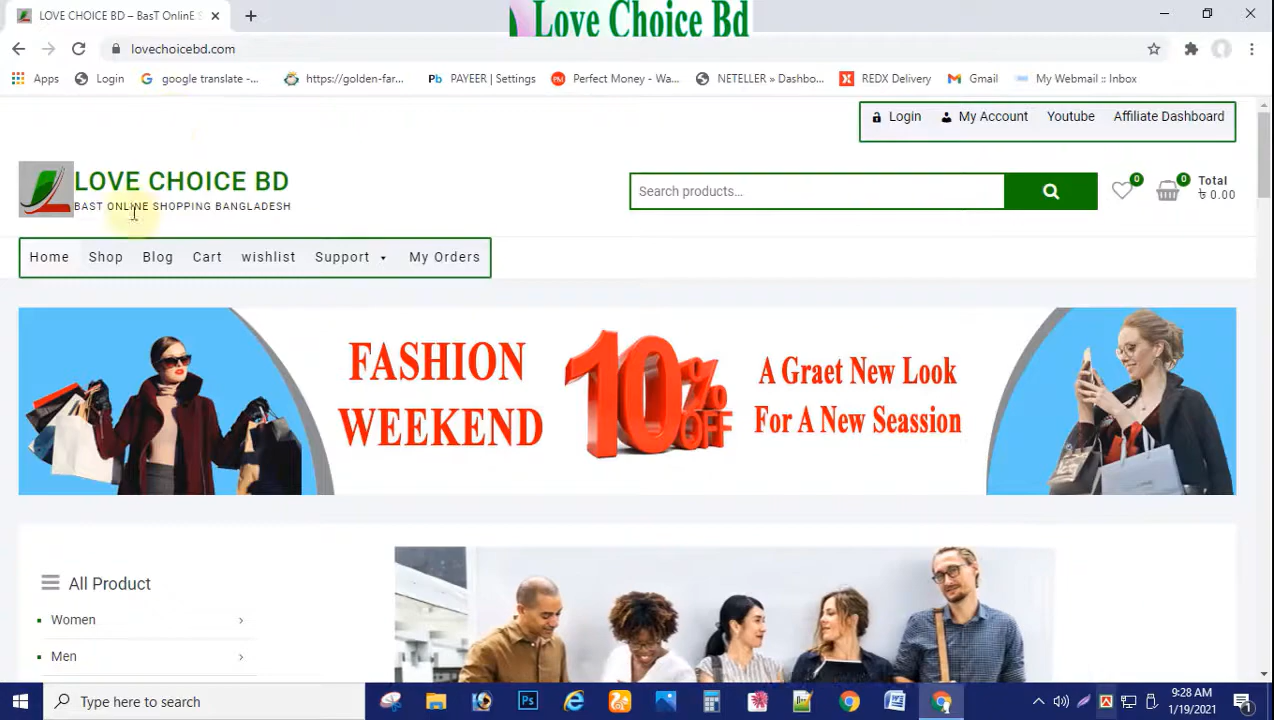 LOVE CHOICE BD – BasT OnlinE S
Love Choice Bd
lovechoicebd.com
Apps Login google translate -... https://golden-far... Pb PAYEER | Settings PM Perfect Money - Wa... NETELLER » Dashbo... REDX Delivery Gmail My Webmail :: Inbox
Login My Account Youtube Affiliate Dashboard
LOVE CHOICE BD
BAST ONLINE SHOPPING BANGLADESH
Search products...
0 0 Total
৳ 0.00
Home Shop Blog Cart wishlist Support My Orders
FASHION
WEEKEND
10% OFF
A Graet New Look
For A New Seassion
All Product
Women
Men
Type here to search
9:28 AM
1/19/2021